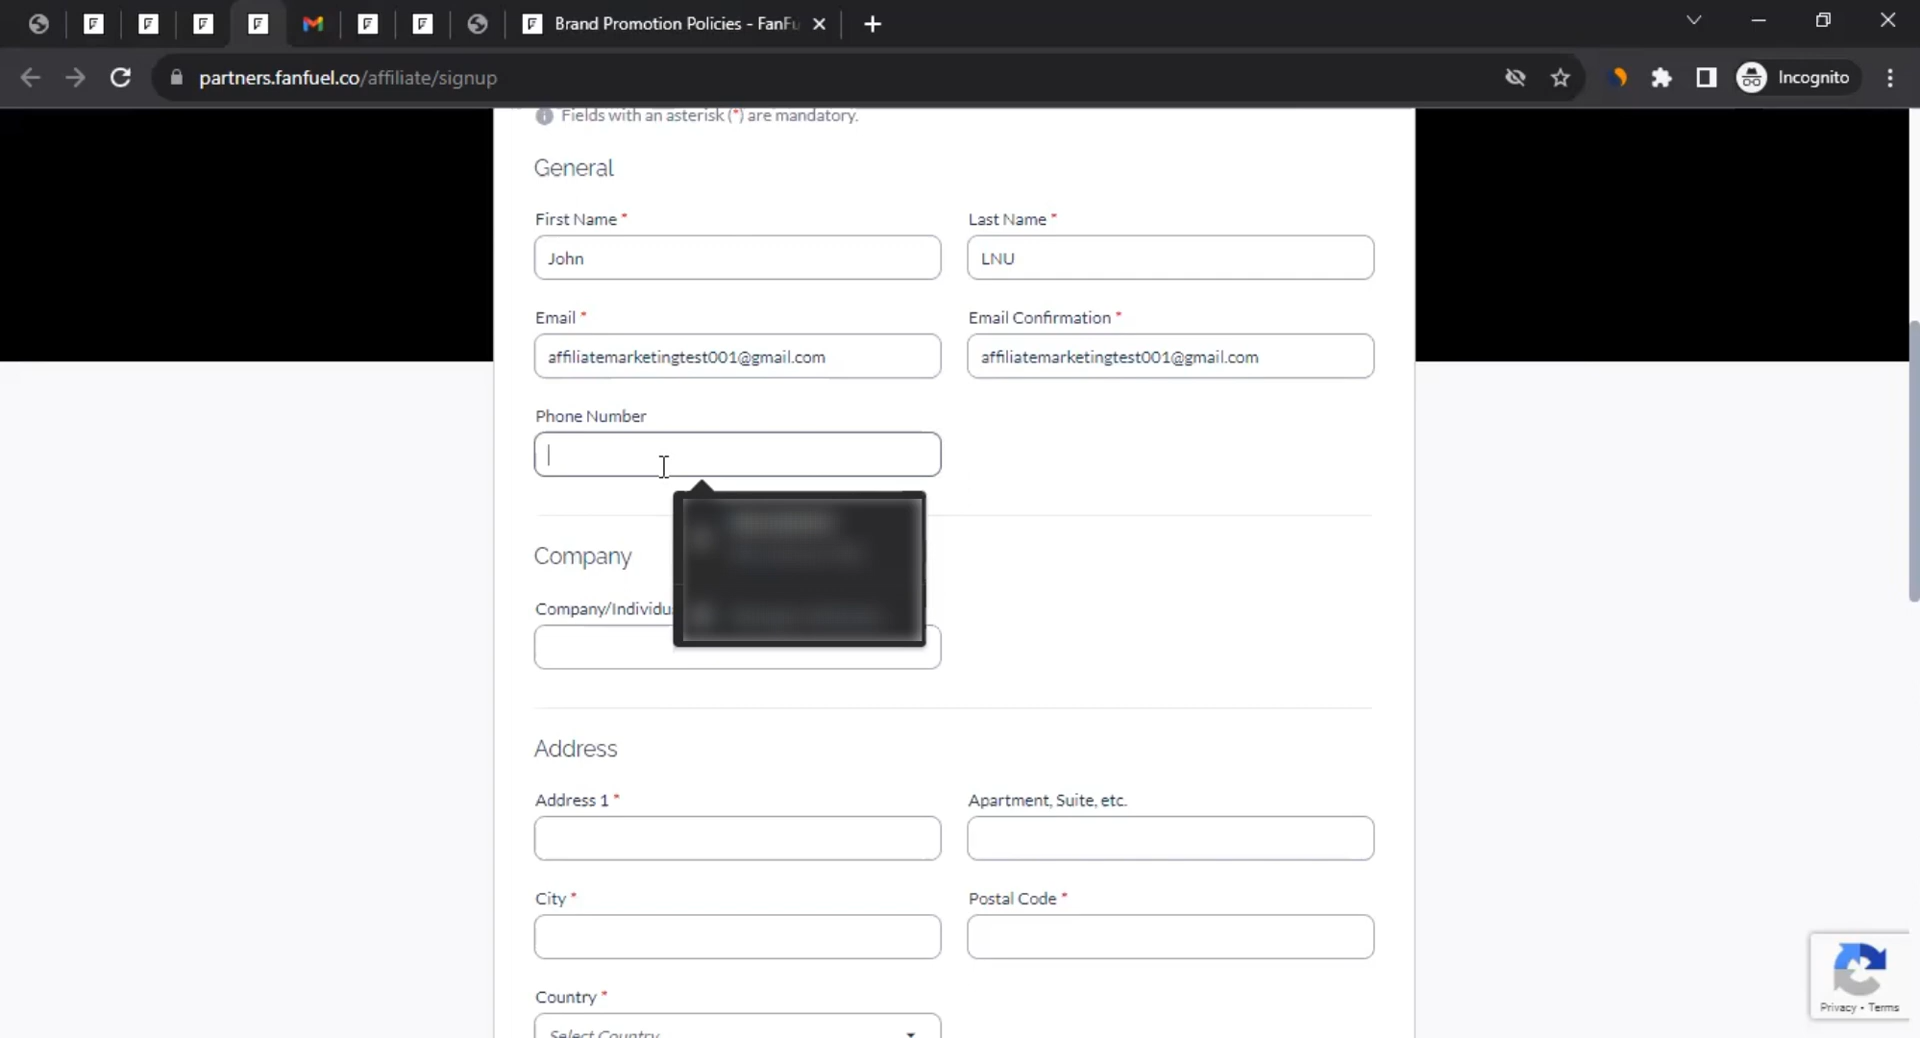 Brand Promotion Policies - FanFu
partners.fanfuel.co/affiliate/signup
Incognito
Fields with an asterisk (*) are mandatory.
General
First Name *
Last Name *
John
LNU
Email *
Email Confirmation *
affiliatemarketingtest001@gmail.com
affiliatemarketingtest001@gmail.com
Phone Number
Company
Company/Individu
Address
Address 1 *
Apartment, Suite, etc.
City *
Postal Code *
Country *
Select Country
Privacy • Terms